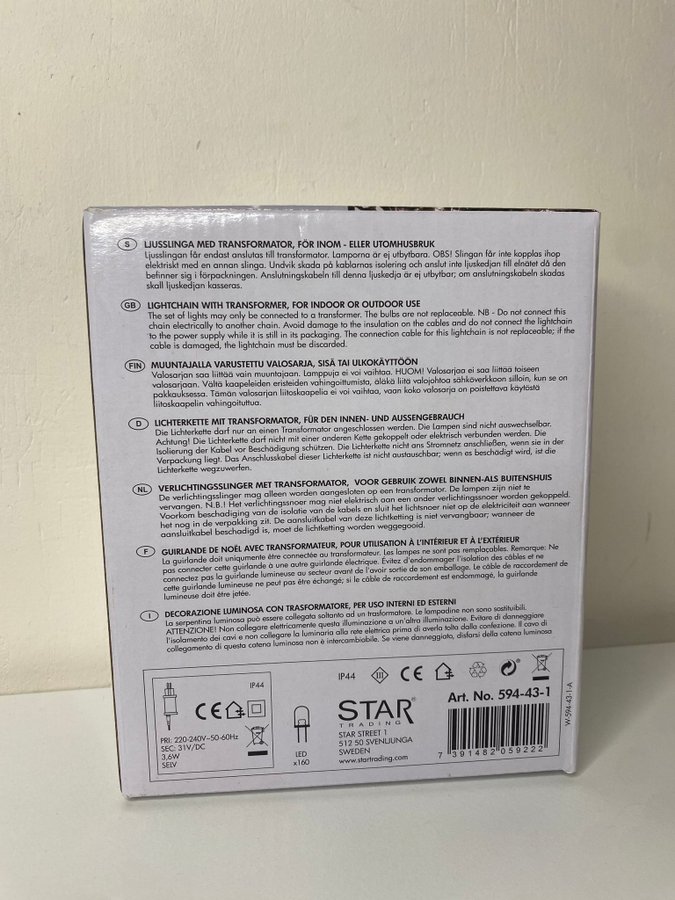 S LJUSSLINGA MED TRANSFORMATOR, FÖR INOM - ELLER UTOMHUSBRUK
Ljusslingan får endast anslutas till transformator. Lamporna är ej utbytbara. OBS! Slingan får inte kopplas ihop
elektriskt med en annan slinga. Undvik skada på kablarnas isolering och anslut inte ljuskedjan till elnätet då den
befinner sig i förpackningen. Anslutningskabeln till denna ljuskedja är ej utbytbar; om anslutningskabeln skadas
skall ljuskedjan kasseras.
GB LIGHTCHAIN WITH TRANSFORMER, FOR INDOOR OR OUTDOOR USE
The set of lights may only be connected to a transformer. The bulbs are not replaceable. NB - Do not connect this
chain electrically to another chain. Avoid damage to the insulation on the cables and do not connect the lightchain
to the power supply while it is still in its packaging. The connection cable for this lightchain is not replaceable; if the
cable is damaged, the lightchain must be discarded.
FIN MUUNTAJALLA VARUSTETTU VALOSARJA, SISÄ TAI ULKOKÄYTTÖÖN
Valosarjan saa liittää vain muuntajaan. Lamppuja ei voi vaihtaa. HUOM! Valosarjaa ei saa liittää toiseen
valosarjaan. Vältä kaapeleiden eristeiden vahingoittumista, äläkä liitä valojohtoa sähköverkkoon silloin, kun se on
pakkauksessa. Tämän valosarjan liitoskaapelia ei voi vaihtaa, vaan koko valosarja on poistettava käytöstä
liitoskaapelin vahingoituttua.
D LICHTERKETTE MIT TRANSFORMATOR, FÜR DEN INNEN- UND AUSSENGEBRAUCH
Die Lichterkette darf nur an einen Transformator angeschlossen werden. Die Lampen sind nicht auswechselbar.
Achtung! Die Lichterkette darf nicht mit einer anderen Kette gekoppelt oder elektrisch verbunden werden. Die
Isolierung der Kabel vor Beschädigung schützen. Die Lichterkette nicht ans Stromnetz anschließen, wenn sie in der
Verpackung liegt. Das Anschlusskabel dieser Lichterkette ist nicht austauschbar; wenn es beschädigt wird, ist die
Lichterkette wegzuwerfen.
NL VERLICHTINGSSLINGER MET TRANSFORMATOR, VOOR GEBRUIK ZOWEL BINNEN-ALS BUITENSHUIS
De verlichtingsslinger mag alleen worden aangesloten op een transformator. De lampen zijn niet te
vervangen. N.B.! Het verlichtingssnoer mag niet elektrisch aan een ander verlichtingssnoer worden gekoppeld.
Voorkom beschadiging van de isolatie van de kabels en sluit het lichtsnoer niet op de elektriciteit aan wanneer
het nog in de verpakking zit. De aansluitkabel van deze lichtketting is niet vervangbaar; wanneer de
aansluitkabel beschadigd is, moet de lichtketting worden weggegooid.
F GUIRLANDE DE NOËL AVEC TRANSFORMATEUR, POUR UTILISATION À L'INTÉRIEUR ET À L'EXTÉRIEUR
La guirlande doit uniqumente être connectée au transformateur. Les lampes ne sont pas remplaçables. Remarque: Ne
pas connecter cette guirlande à une autre guirlande électrique. Évitez d'endommager l'isolation des câbles et ne
connectez pas la guirlande lumineuse au secteur avant de l'avoir sortie de son emballage. Le câble de raccordement de
cette guirlande lumineuse ne peut pas être échangé; si le câble de raccordement est endommagé, la guirlande
lumineuse doit être jetée.
I DECORAZIONE LUMINOSA CON TRASFORMATORE, PER USO INTERNI ED ESTERNI
La serpentina luminosa può essere collegata soltanto ad un trasformatore. Le lampadine non sono sostituibili.
ATTENZIONE! Non collegare elettricamente questa illuminazione a un'altra illuminazione. Evitare di danneggiare
l'isolamento dei cavi e non collegare la luminaria alla rete elettrica prima di averla tolta dalla confezione. Il cavo di
collegamento di questa catena luminosa non è intercambiabile. Se viene danneggiato, disfarsi della catena luminosa
IP44
CE
PRI: 220-240V~50-60Hz
SEC: 31V/DC
3,6W
SELV
LED
x160
IP44 III CE
STAR
TRADING
STAR STREET 1
512 50 SVENLJUNGA
SWEDEN
www.startrading.com
Art. No. 594-43-1
7 391482 059222
W-594-43-1-A